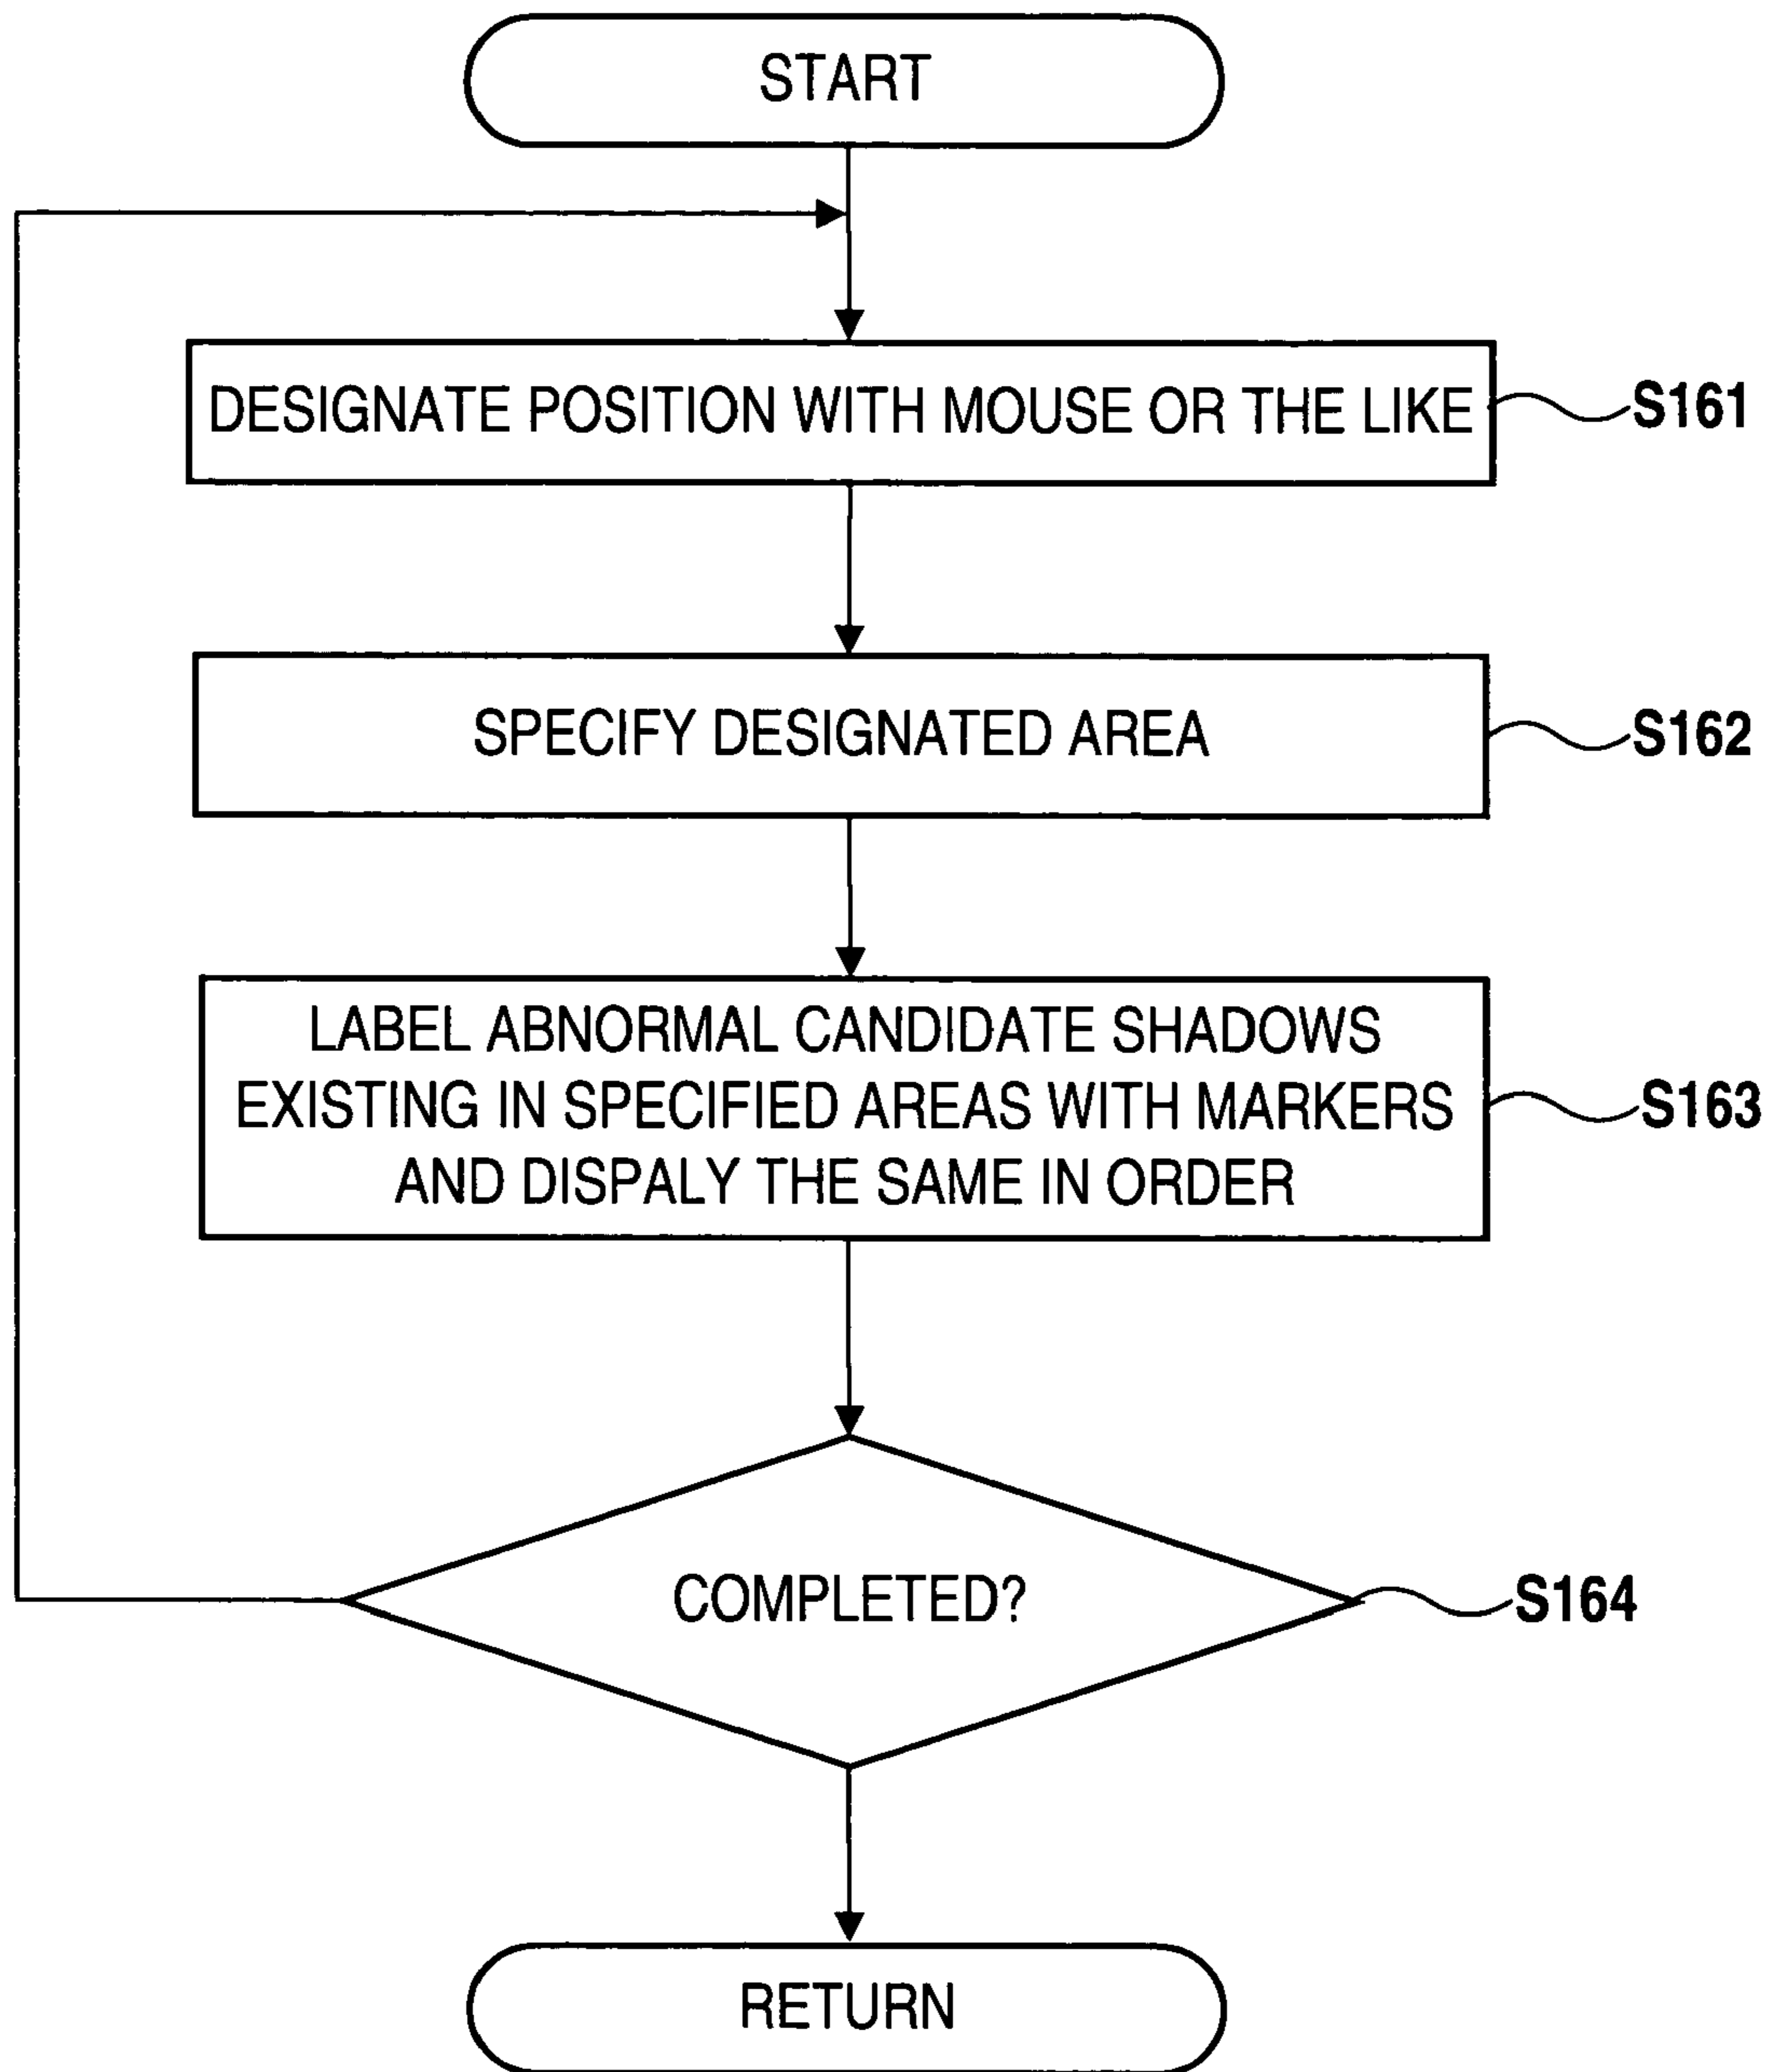 START
DESIGNATE POSITION WITH MOUSE OR THE LIKE
S161
SPECIFY DESIGNATED AREA
S162
LABEL ABNORMAL CANDIDATE SHADOWS
EXISTING IN SPECIFIED AREAS WITH MARKERS
AND DISPALY THE SAME IN ORDER
S163
COMPLETED?
S164
RETURN